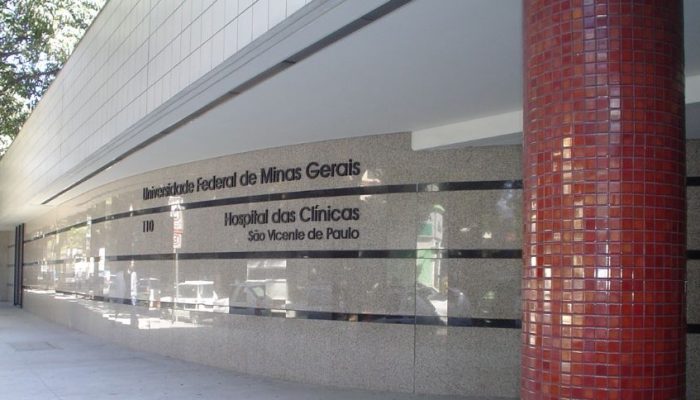 Universidade Federal de Minas Gerais
110
Hospital das Clínicas
São Vicente de Paulo